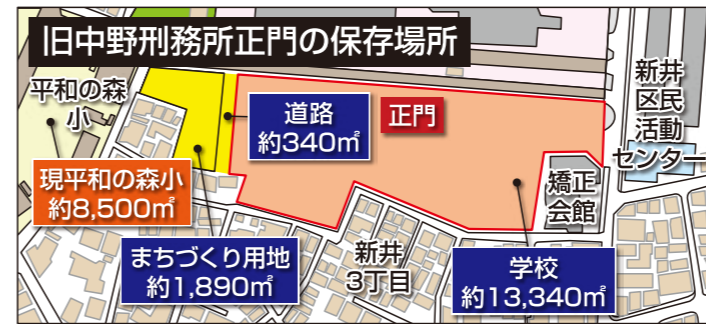 旧中野刑務所正門の保存場所
平和の森
小
道路
約340㎡
正門
新井
区民
活動
センター
現平和の森小
約8,500㎡
矯正
会館
まちづくり用地
約1,890㎡
新井
3丁目
学校
約13,340㎡